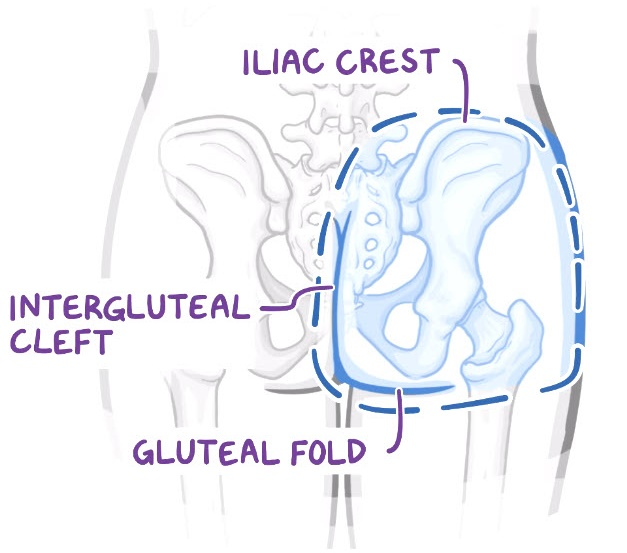 ILIAC CREST
INTERGLUTEAL
CLEFT
GLUTEAL FOLD